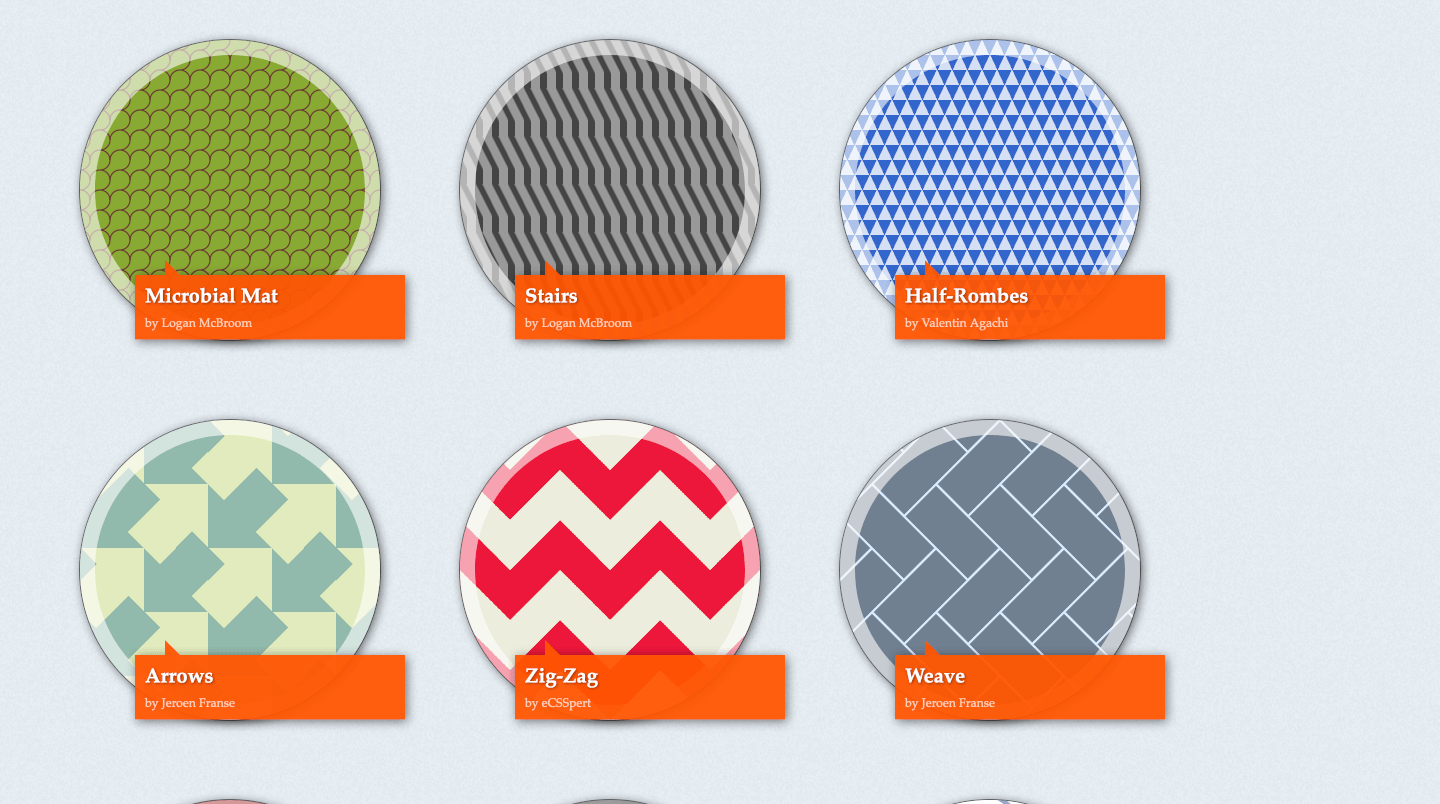 Microbial Mat
by Logan McBroom
Stairs
by Logan McBroom
Half-Rombes
by Valentin Agachi
Arrows
by Jeroen Franse
Zig-Zag
by eCSSpert
Weave
by Jeroen Franse